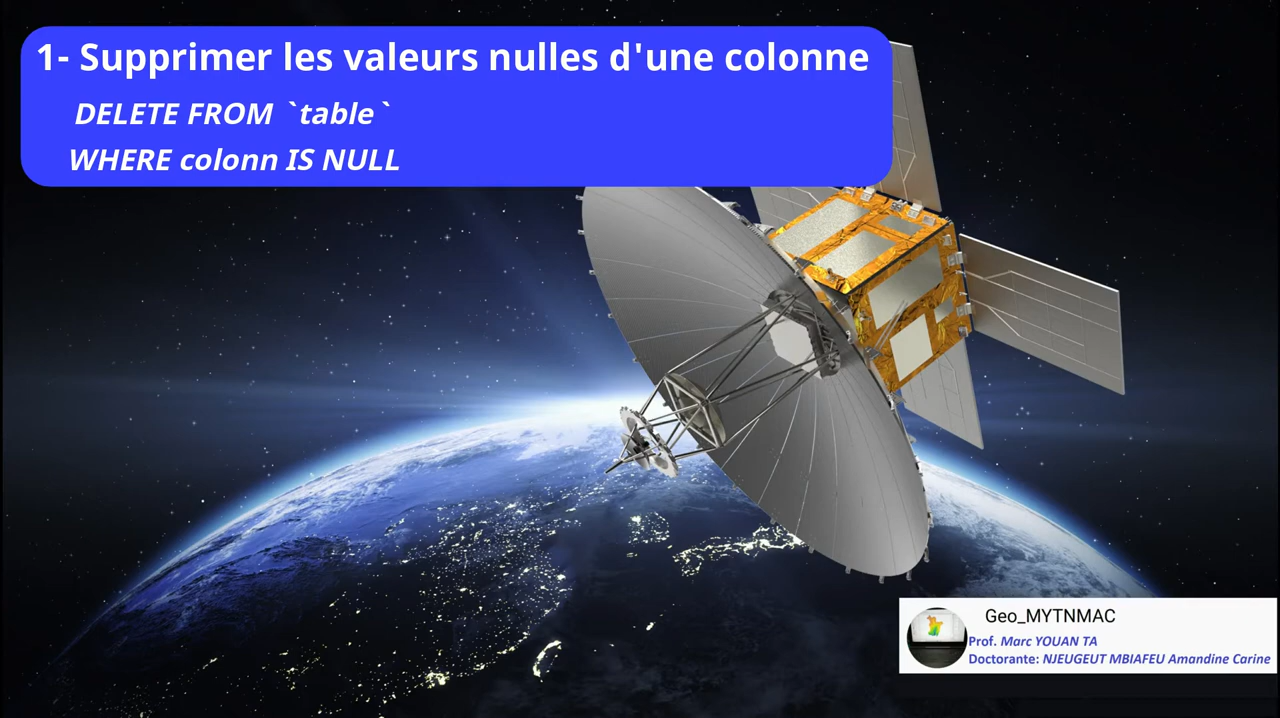 1- Supprimer les valeurs nulles d'une colonne
DELETE FROM `table`
WHERE colonn IS NULL
Geo_MYTNMAC
Prof. Marc YOUAN TA
Doctorante: NJEUGEUT MBIAFEU Amandine Carine